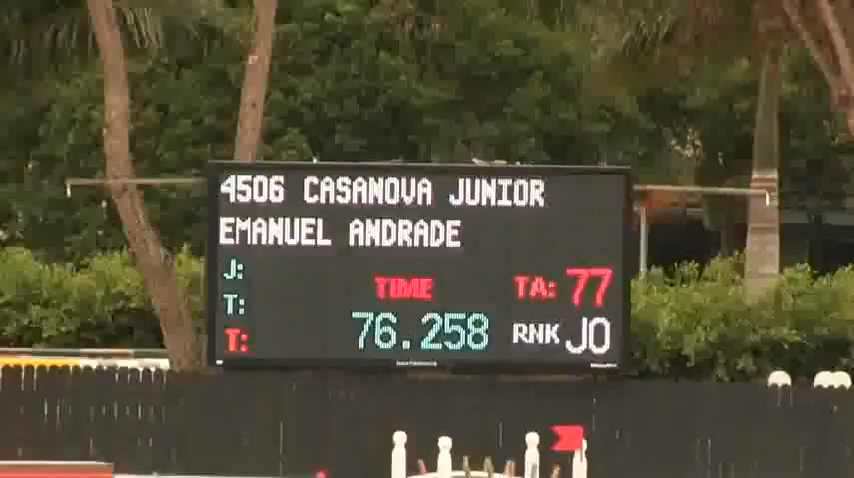 4506 CASANOVA JUNIOR
EMANUEL ANDRADE
J:
T:
T:
TIME
76.258
TA: 77
RNK JO